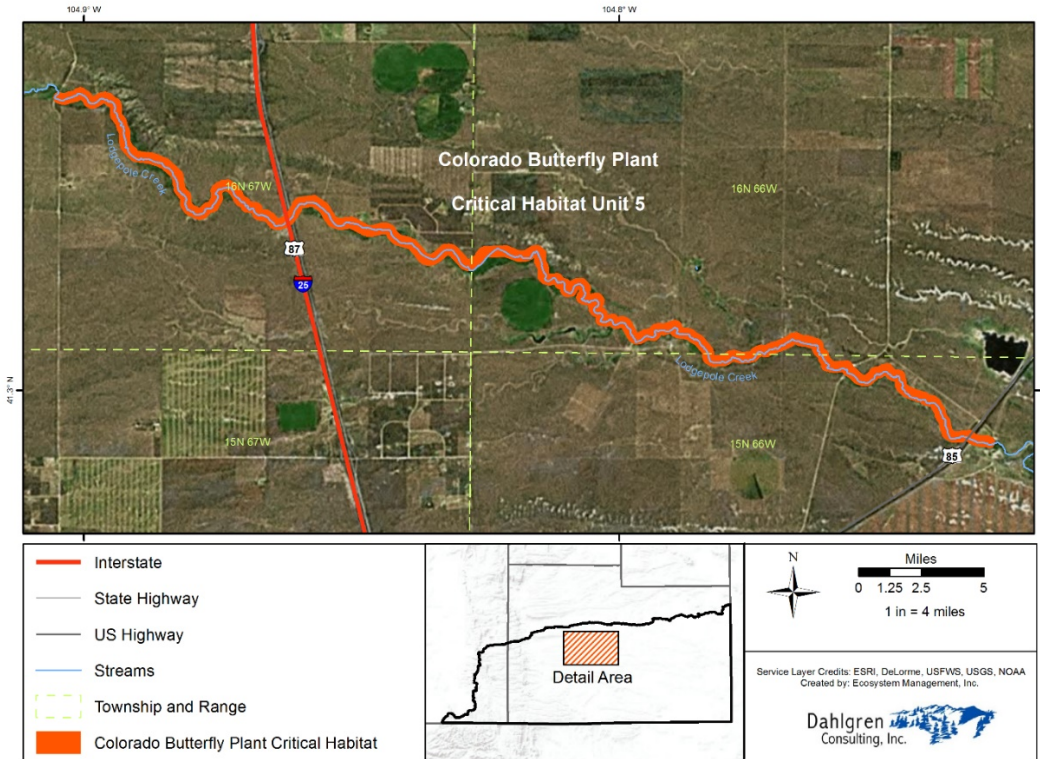 104.9° W
104.8° W
Colorado Butterfly Plant
Critical Habitat Unit 5
Lodgepole Creek
16N 67W
16N 66W
87
25
41.3° N
Lodgepole Creek
15N 67W
15N 66W
85
Interstate
State Highway
US Highway
Streams
Township and Range
Colorado Butterfly Plant Critical Habitat
Detail Area
N
Miles
0 1.25 2.5 5
1 in = 4 miles
Service Layer Credits: ESRI, DeLorme, USFWS, USGS, NOAA
Created by: Ecosystem Management, Inc.
Dahlgren
Consulting, Inc.